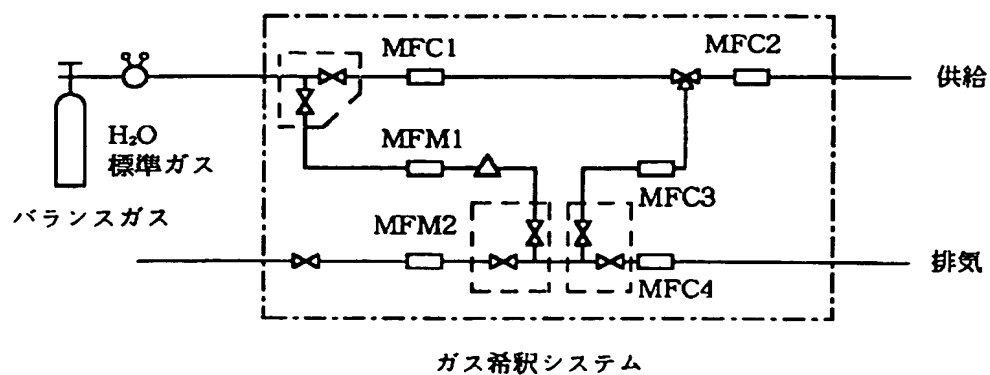 MFC1
MFC2
供給
H₂O
標準ガス
MFM1
バランスガス
MFC3
MFM2
排気
MFC4
ガス希釈システム